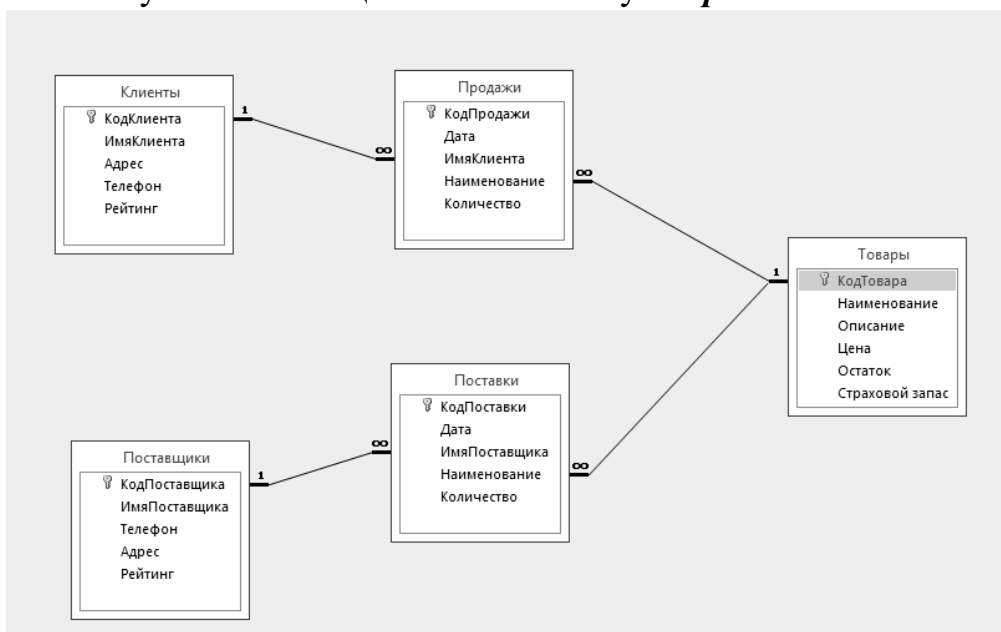 Клиенты
КодКлиента
ИмяКлиента
Адрес
Телефон
Рейтинг
1
∞
Продажи
КодПродажи
Дата
ИмяКлиента
Наименование
Количество
∞
1
Товары
КодТовара
Наименование
Описание
Цена
Остаток
Страховой запас
Поставки
КодПоставки
Дата
ИмяПоставщика
Наименование
Количество
∞
∞
Поставщики
КодПоставщика
ИмяПоставщика
Телефон
Адрес
Рейтинг
1